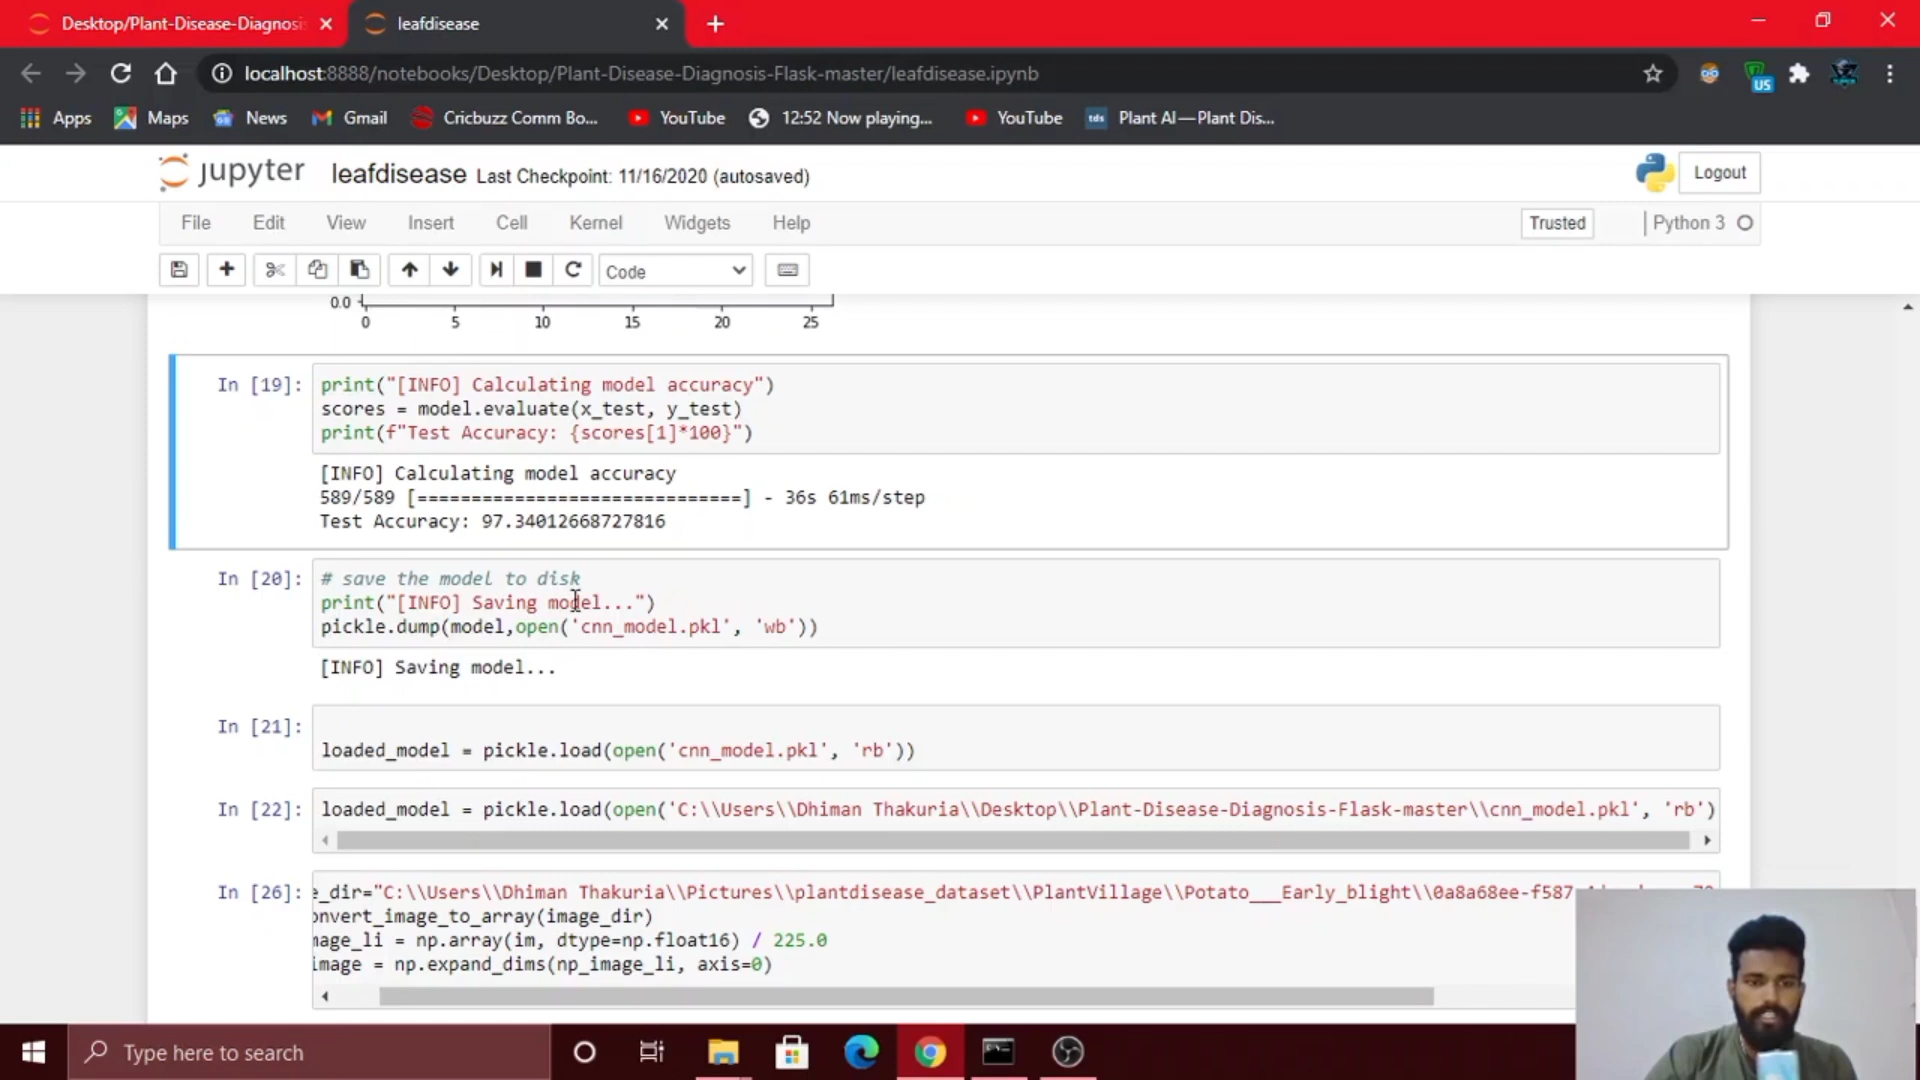 Desktop/Plant-Disease-Diagnosis
leafdisease
localhost:8888/notebooks/Desktop/Plant-Disease-Diagnosis-Flask-master/leafdisease.ipynb
US
Apps Maps News Gmail Cricbuzz Comm Bo... YouTube 12:52 Now playing... YouTube tds Plant AI—Plant Dis...
jupyter leafdisease Last Checkpoint: 11/16/2020 (autosaved) Logout
File Edit View Insert Cell Kernel Widgets Help Trusted Python 3
Code
0.0
0 5 10 15 20 25
In [19]: print("[INFO] Calculating model accuracy")
scores = model.evaluate(x_test, y_test)
print(f"Test Accuracy: {scores[1]*100}")
[INFO] Calculating model accuracy
589/589 [==============================] - 36s 61ms/step
Test Accuracy: 97.34012668727816
In [20]: # save the model to disk
print("[INFO] Saving model...")
pickle.dump(model,open('cnn_model.pkl', 'wb'))
[INFO] Saving model...
In [21]:
loaded_model = pickle.load(open('cnn_model.pkl', 'rb'))
In [22]: loaded_model = pickle.load(open('C:\\Users\\Dhiman Thakuria\\Desktop\\Plant-Disease-Diagnosis-Flask-master\\cnn_model.pkl', 'rb')
In [26]: e_dir="C:\\Users\\Dhiman Thakuria\\Pictures\\plantdisease_dataset\\PlantVillage\\Potato___Early_blight\\0a8a68ee-f587
onvert_image_to_array(image_dir)
mage_li = np.array(im, dtype=np.float16) / 225.0
image = np.expand_dims(np_image_li, axis=0)
Type here to search